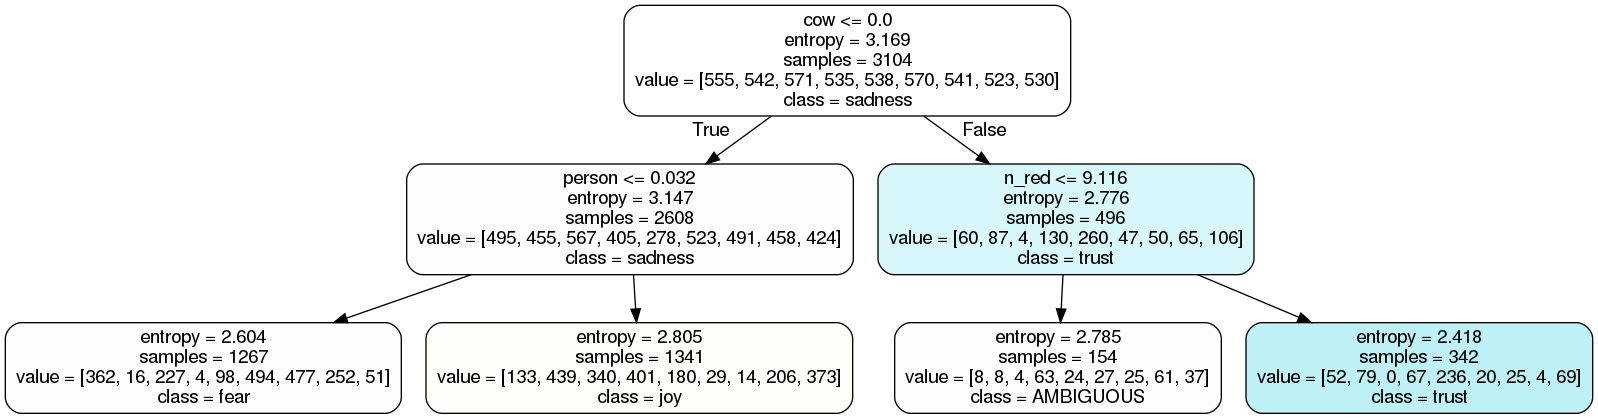 cow <= 0.0
entropy = 3.169
samples = 3104
value = [555, 542, 571, 535, 538, 570, 541, 523, 530]
class = sadness
True
False
person <= 0.032
entropy = 3.147
samples = 2608
value = [495, 455, 567, 405, 278, 523, 491, 458, 424]
class = sadness
n_red <= 9.116
entropy = 2.776
samples = 496
value = [60, 87, 4, 130, 260, 47, 50, 65, 106]
class = trust
entropy = 2.604
samples = 1267
value = [362, 16, 227, 4, 98, 494, 477, 252, 51]
class = fear
entropy = 2.805
samples = 1341
value = [133, 439, 340, 401, 180, 29, 14, 206, 373]
class = joy
entropy = 2.785
samples = 154
value = [8, 8, 4, 63, 24, 27, 25, 61, 37]
class = AMBIGUOUS
entropy = 2.418
samples = 342
value = [52, 79, 0, 67, 236, 20, 25, 4, 69]
class = trust